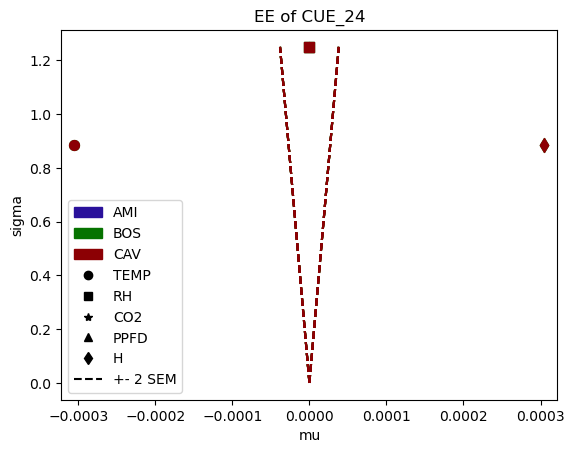 EE of CUE_24
sigma
1.2
1.0
0.8
0.6
0.4
0.2
0.0
AMI
BOS
CAV
TEMP
RH
CO2
PPFD
H
+- 2 SEM
−0.0003 −0.0002 −0.0001 0.0000 0.0001 0.0002 0.0003
mu